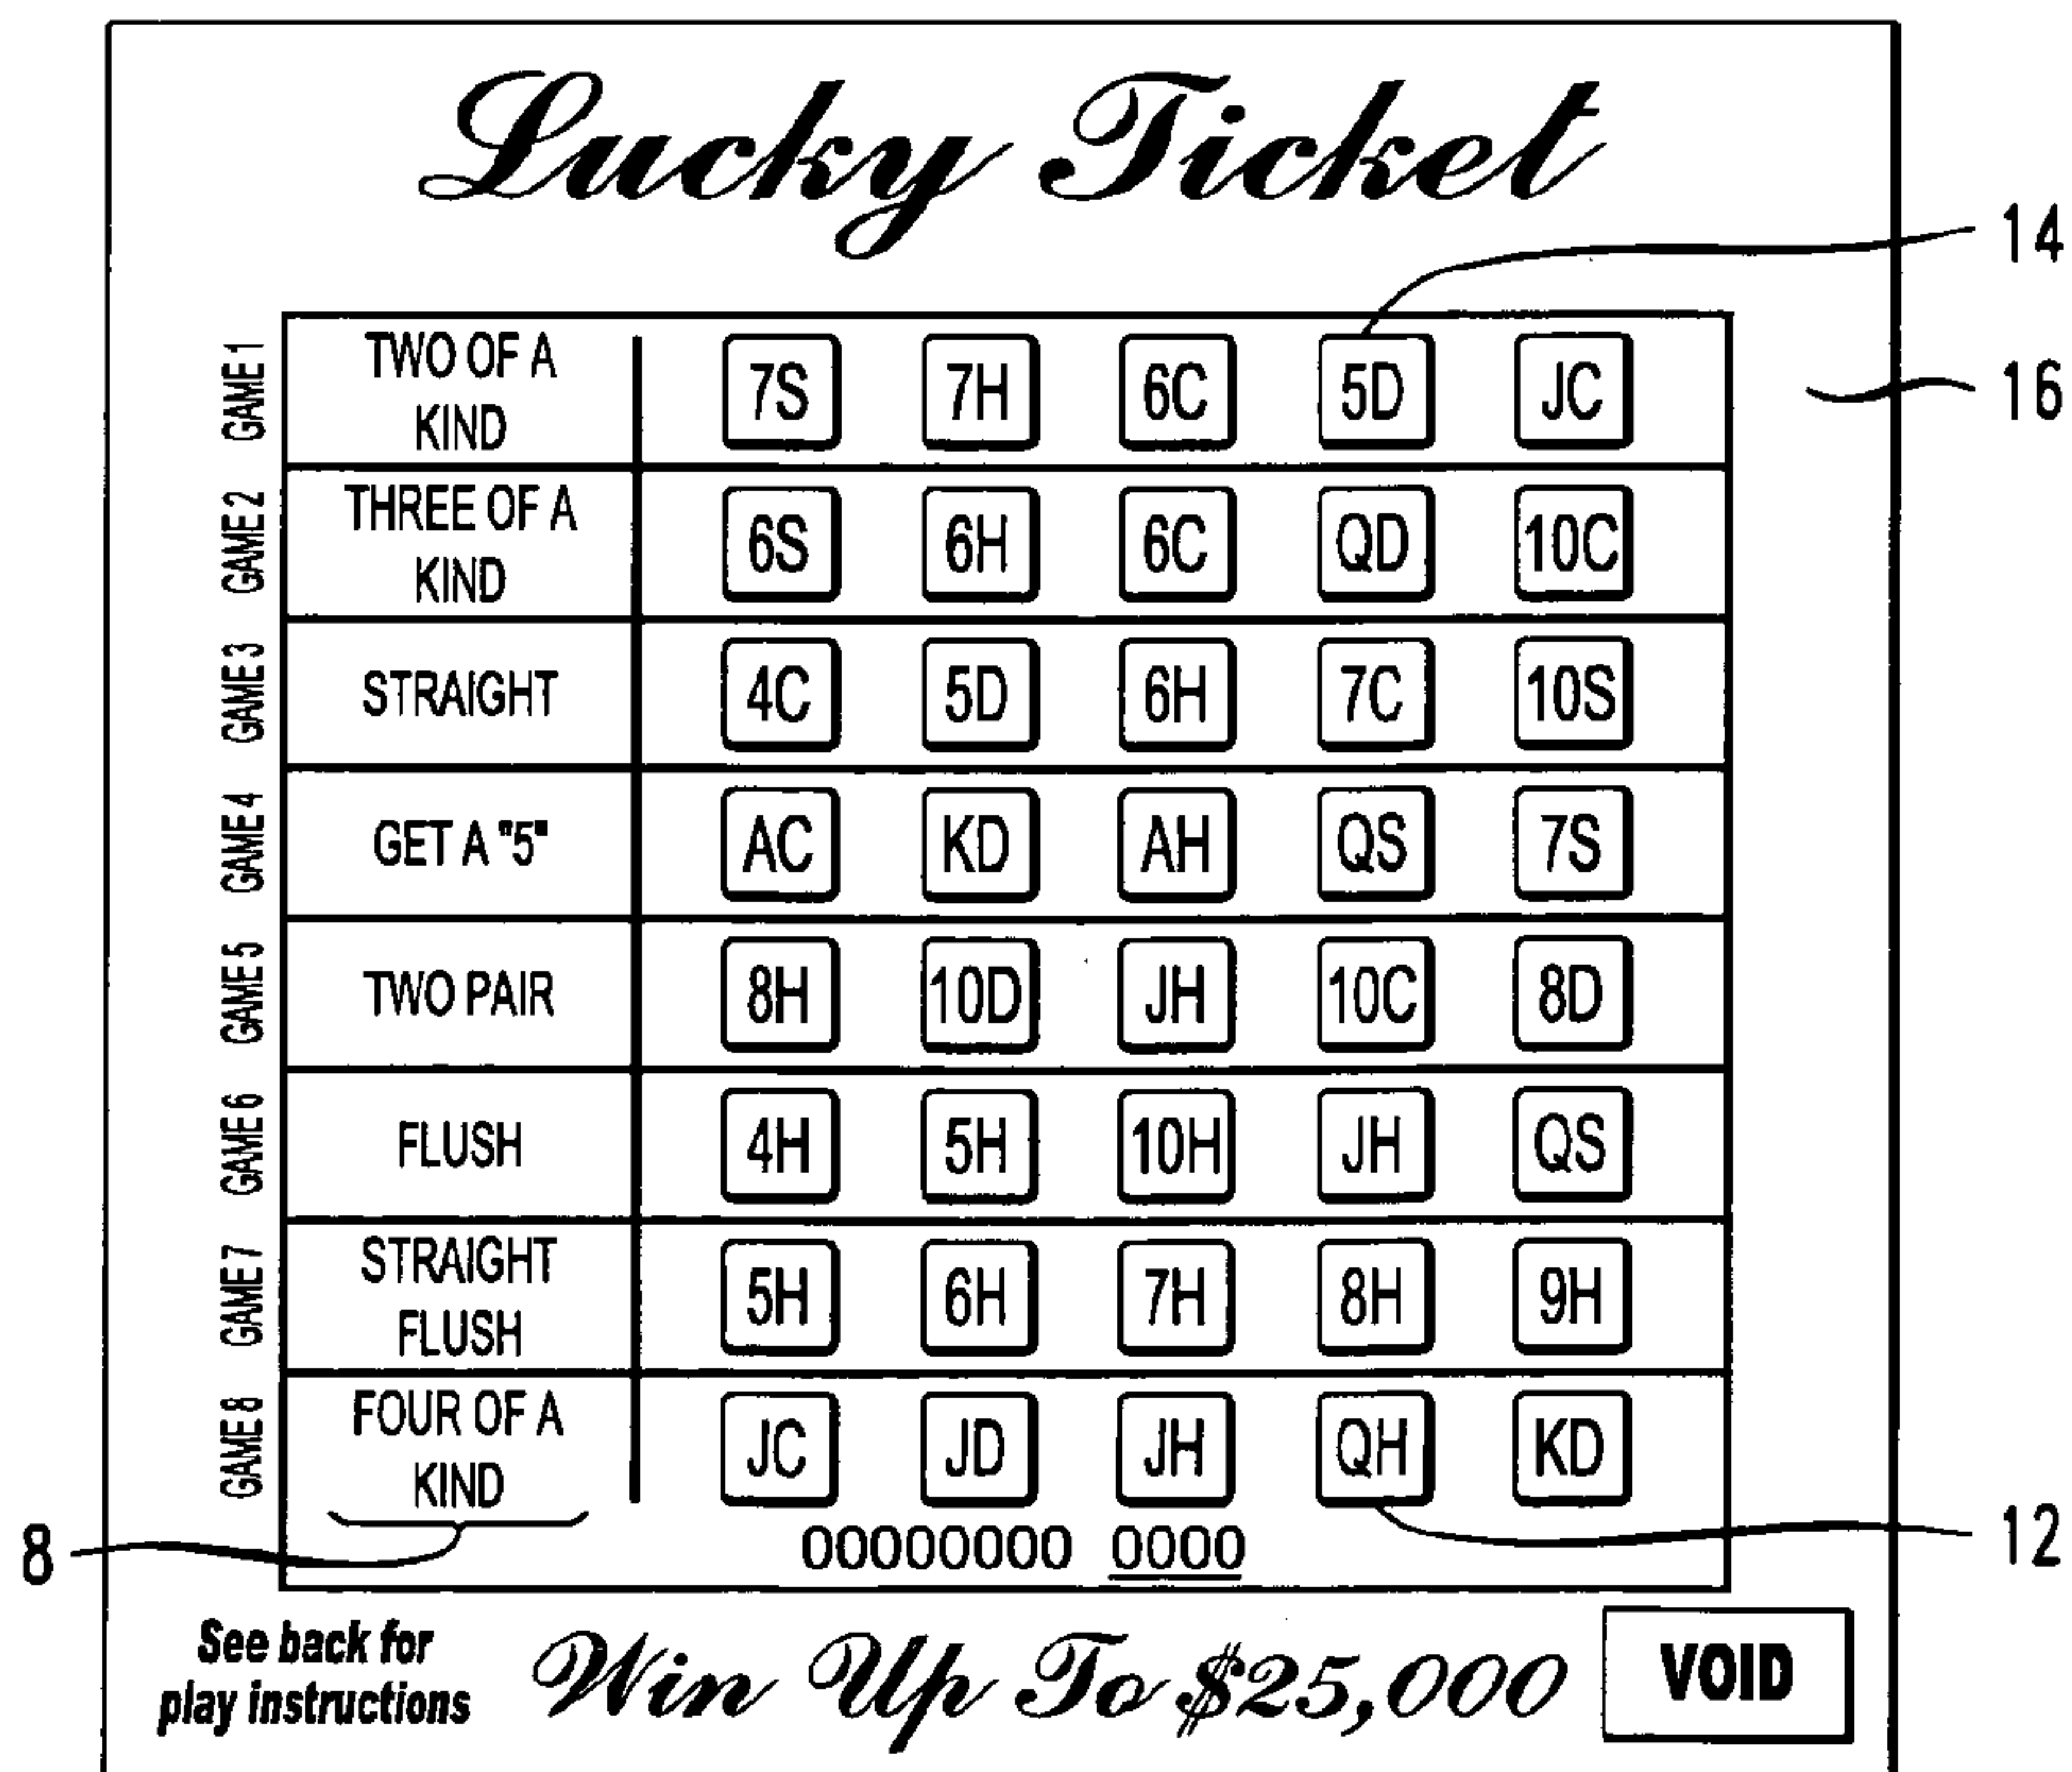 Lucky Ticket
14
GAME 1 TWO OF A KIND 7S 7H 6C 5D JC
16
GAME 2 THREE OF A KIND 6S 6H 6C QD 10C
GAME 3 STRAIGHT 4C 5D 6H 7C 10S
GAME 4 GET A "5" AC KD AH QS 7S
GAME 5 TWO PAIR 8H 10D JH 10C 8D
GAME 6 FLUSH 4H 5H 10H JH QS
GAME 7 STRAIGHT FLUSH 5H 6H 7H 8H 9H
GAME 8 FOUR OF A KIND JC JD JH QH KD
8
00000000 0000
12
See back for
play instructions
Win Up To $25,000
VOID